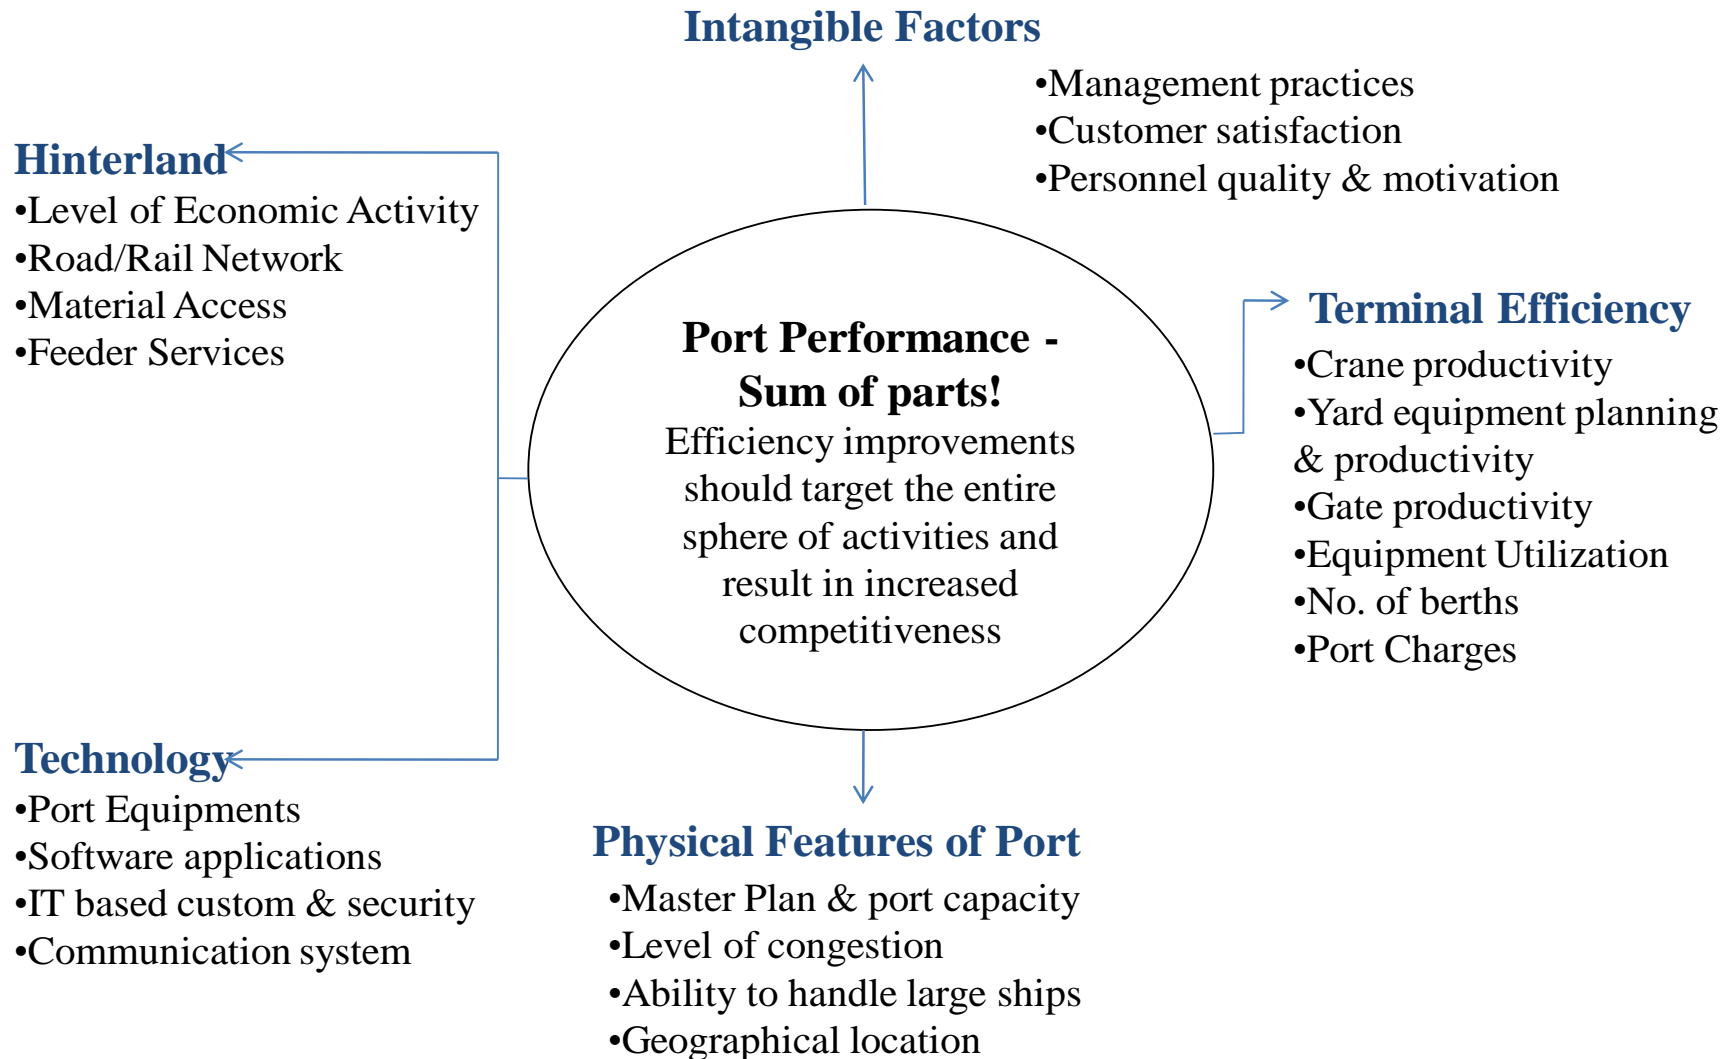 Intangible Factors
•Management practices
•Customer satisfaction
•Personnel quality & motivation
Hinterland
•Level of Economic Activity
•Road/Rail Network
•Material Access
•Feeder Services
Port Performance -
Sum of parts!
Efficiency improvements
should target the entire
sphere of activities and
result in increased
competitiveness
Terminal Efficiency
•Crane productivity
•Yard equipment planning
& productivity
•Gate productivity
•Equipment Utilization
•No. of berths
•Port Charges
Technology
•Port Equipments
•Software applications
•IT based custom & security
•Communication system
Physical Features of Port
•Master Plan & port capacity
•Level of congestion
•Ability to handle large ships
•Geographical location